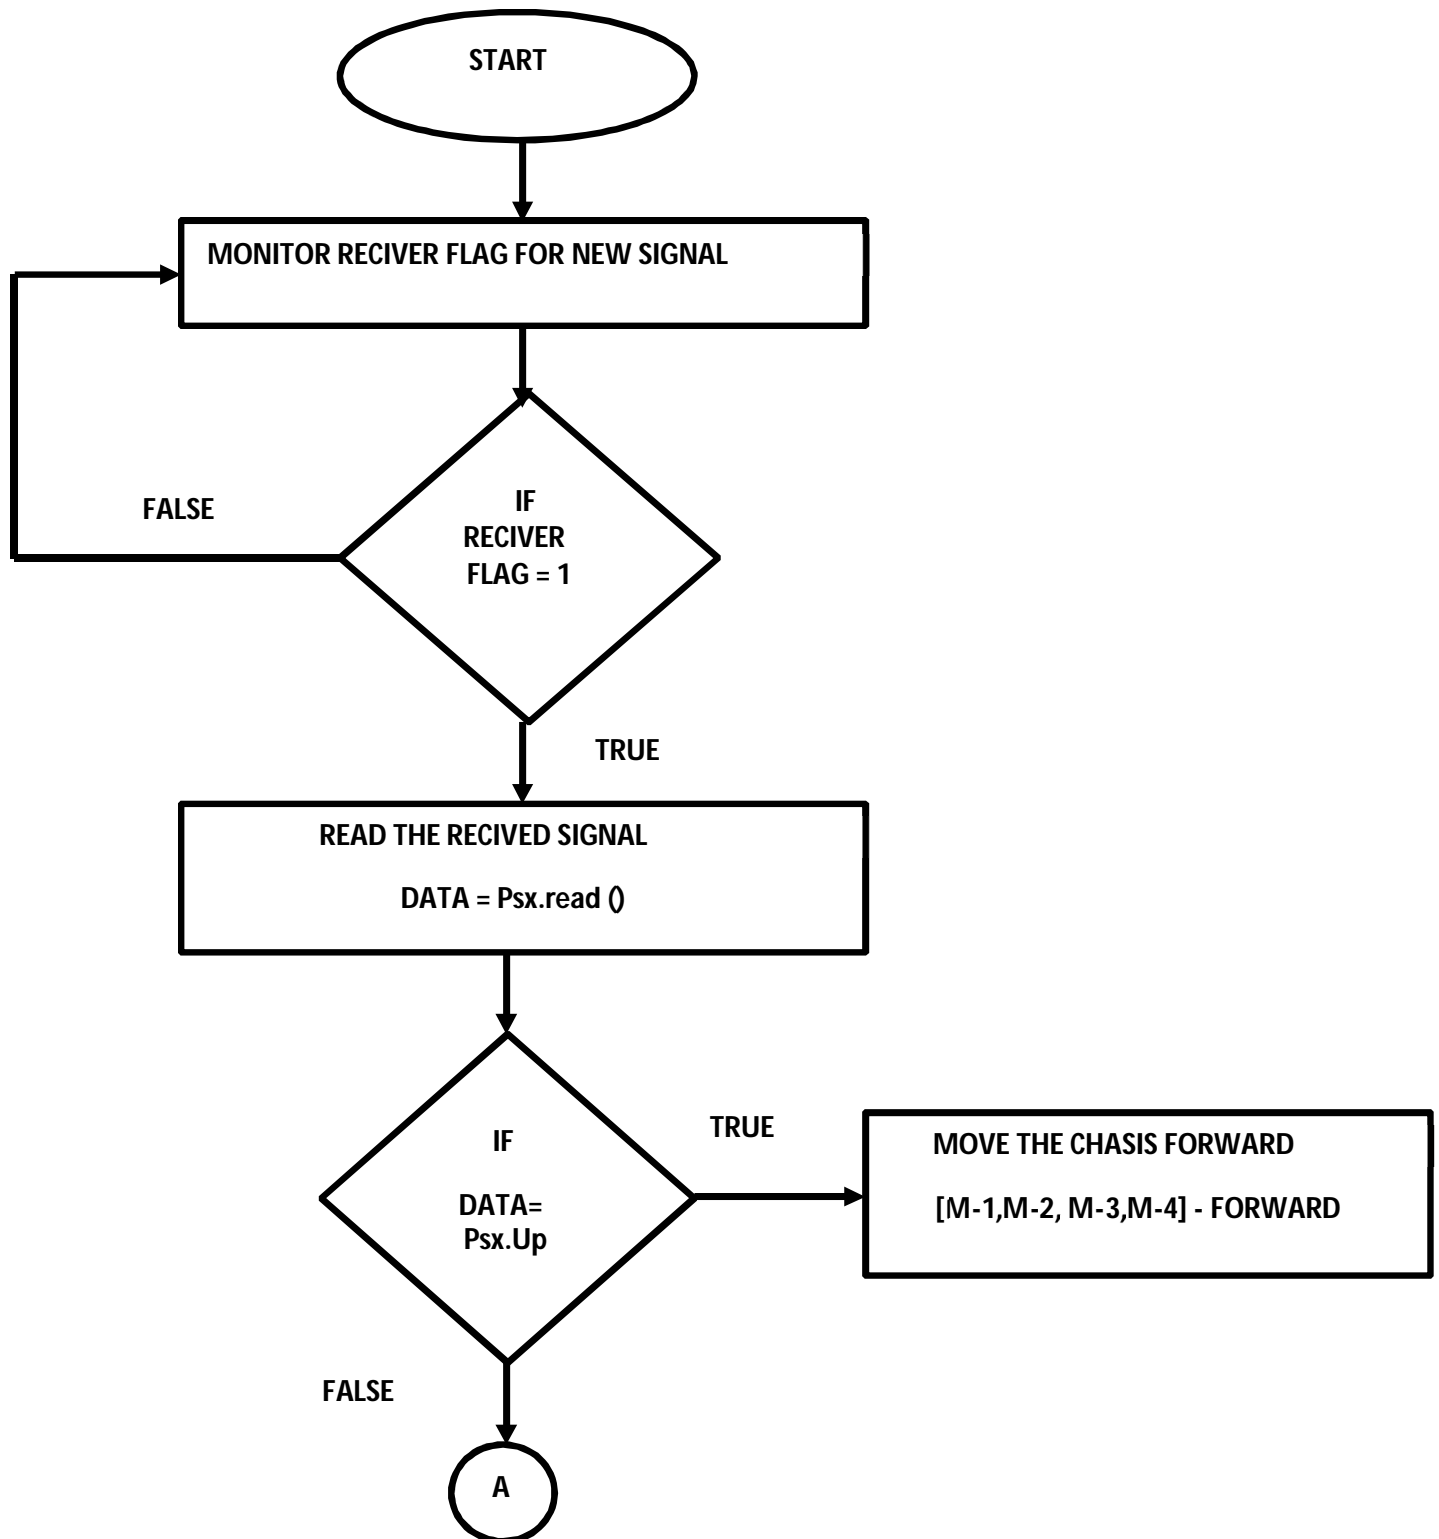 START
MONITOR RECIVER FLAG FOR NEW SIGNAL
FALSE
IF
RECIVER
FLAG = 1
TRUE
READ THE RECIVED SIGNAL
DATA = Psx.read ()
IF
DATA=
Psx.Up
TRUE
MOVE THE CHASIS FORWARD
[M-1,M-2, M-3,M-4] - FORWARD
FALSE
A